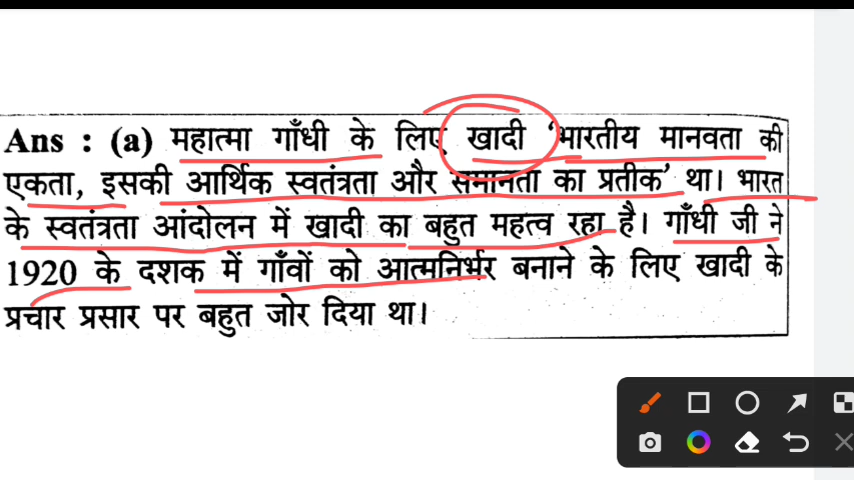 Ans : (a) महात्मा गाँधी के लिए खादी 'भारतीय मानवता की
एकता, इसकी आर्थिक स्वतंत्रता और समानता का प्रतीक' था। भारत
के स्वतंत्रता आंदोलन में खादी का बहुत महत्व रहा है। गाँधी जी ने
1920 के दशक में गाँवों को आत्मनिर्भर बनाने के लिए खादी के
प्रचार प्रसार पर बहुत जोर दिया था।